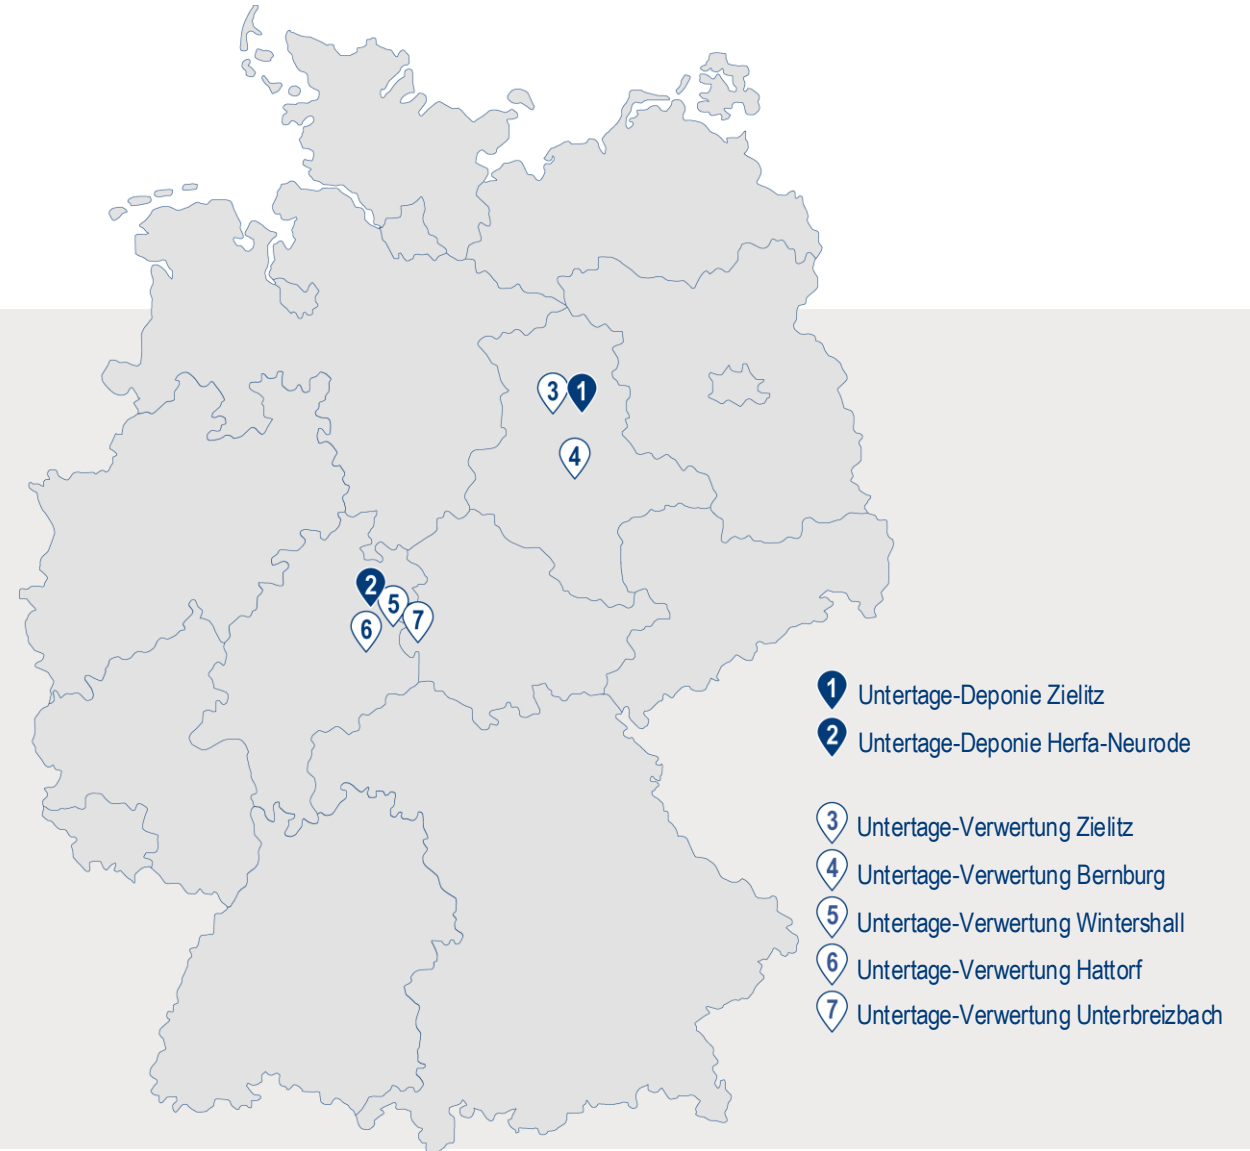 3 1
4
2
5
7
6
1 Untertage-Deponie Zielitz
2 Untertage-Deponie Herfa-Neurode
3 Untertage-Verwertung Zielitz
4 Untertage-Verwertung Bernburg
5 Untertage-Verwertung Wintershall
6 Untertage-Verwertung Hattorf
7 Untertage-Verwertung Unterbreizbach